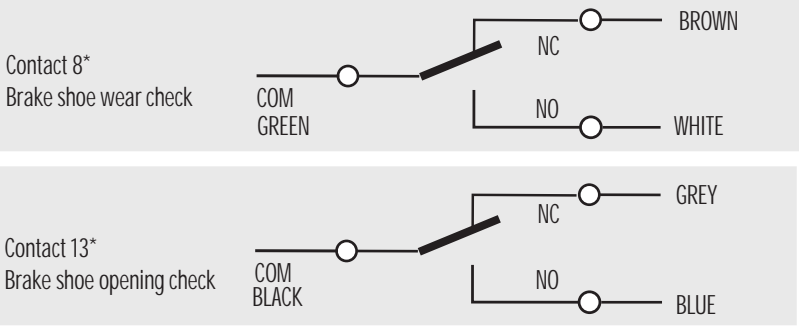 BROWN
NC
Contact 8*
Brake shoe wear check
COM
GREEN
NO
WHITE
GREY
NC
Contact 13*
Brake shoe opening check
COM
BLACK
NO
BLUE